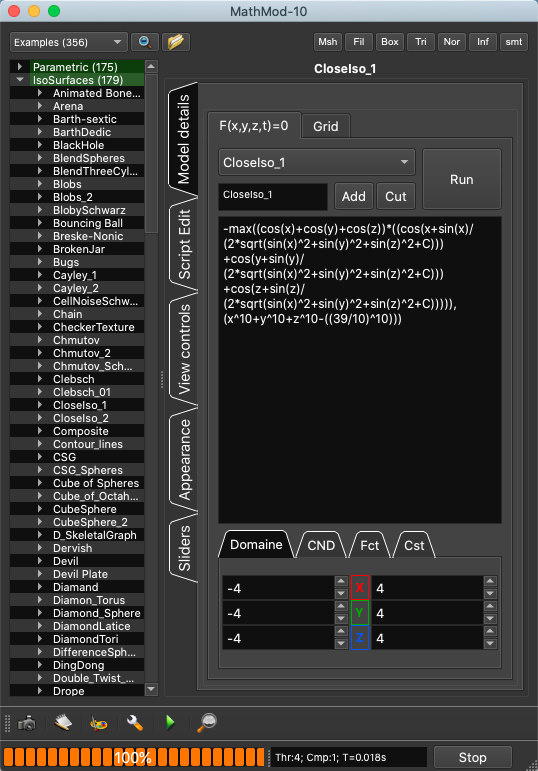 MathMod-10
Examples (356)
Msh Fil Box Tri Nor Inf smt
CloseIso_1
Parametric (175)
IsoSurfaces (179)
Animated Bone...
Arena
Barth-sextic
BarthDedic
BlackHole
BlendSpheres
BlendThreeCyl...
Blobs
Blobs_2
BlobySchwarz
Bouncing Ball
Breske-Nonic
BrokenJar
Bugs
Cayley_1
Cayley_2
CellNoiseSchw...
Chain
CheckerTexture
Chmutov
Chmutov_2
Chmutov_Sch...
Clebsch
Clebsch_01
CloseIso_1
CloseIso_2
Composite
Contour_lines
CSG
CSG_Spheres
Cube of Spheres
Cube_of_Octah...
CubeSphere
CubeSphere_2
D_SkeletalGraph
Dervish
Devil
Devil Plate
Diamand
Diamon_Torus
Diamond_Sphere
DiamondLatice
DiamondTori
DifferenceSph...
DingDong
Double_Twist_...
Drope
Model details
Script Edit
View controls
Appearance
Sliders
F(x,y,z,t)=0 Grid
CloseIso_1
Run
CloseIso_1 Add Cut
-max((cos(x)+cos(y)+cos(z))*((cos(x+sin(x)/
(2*sqrt(sin(x)^2+sin(y)^2+sin(z)^2+C)))
+cos(y+sin(y)/
(2*sqrt(sin(x)^2+sin(y)^2+sin(z)^2+C)))
+cos(z+sin(z)/
(2*sqrt(sin(x)^2+sin(y)^2+sin(z)^2+C))))),
(x^10+y^10+z^10-((39/10)^10)))
Domaine CND Fct Cst
-4 X 4
-4 Y 4
-4 Z 4
100% Thr:4; Cmp:1; T=0.018s Stop